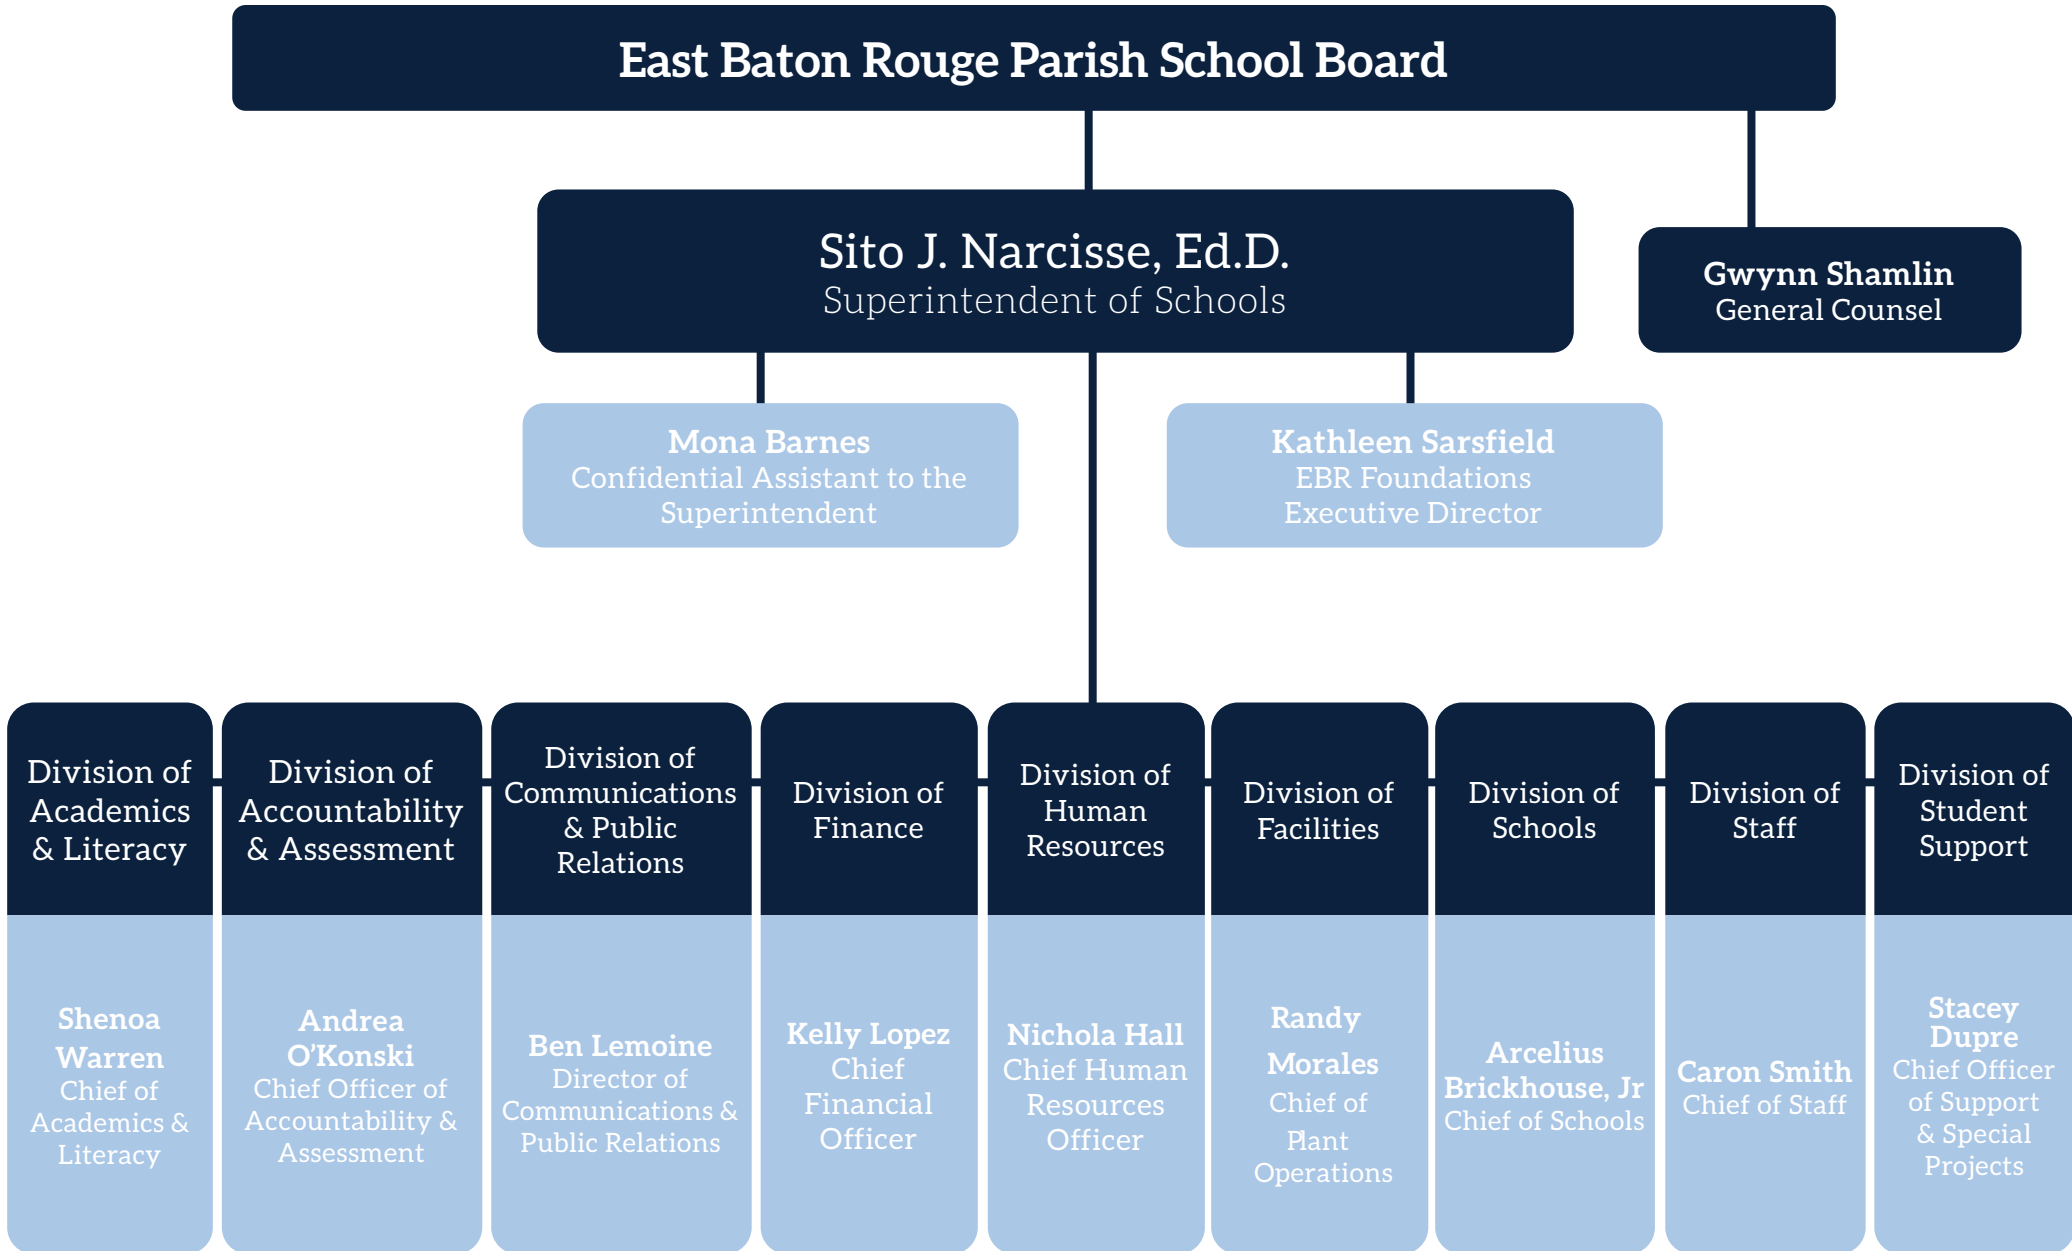 East Baton Rouge Parish School Board
Sito J. Narcisse, Ed.D.
Superintendent of Schools
Gwynn Shamlin
General Counsel
Mona Barnes
Confidential Assistant to the
Superintendent
Kathleen Sarsfield
EBR Foundations
Executive Director
Division of
Academics
& Literacy
Division of
Accountability
& Assessment
Division of
Communications
& Public
Relations
Division of
Finance
Division of
Human
Resources
Division of
Facilities
Division of
Schools
Division of
Staff
Division of
Student
Support
Shenoa
Warren
Chief of
Academics &
Literacy
Andrea
O’Konski
Chief Officer of
Accountability &
Assessment
Ben Lemoine
Director of
Communications &
Public Relations
Kelly Lopez
Chief
Financial
Officer
Nichola Hall
Chief Human
Resources
Officer
Randy
Morales
Chief of
Plant
Operations
Arcelius
Brickhouse, Jr
Chief of Schools
Caron Smith
Chief of Staff
Stacey
Dupre
Chief Officer
of Support
& Special
Projects